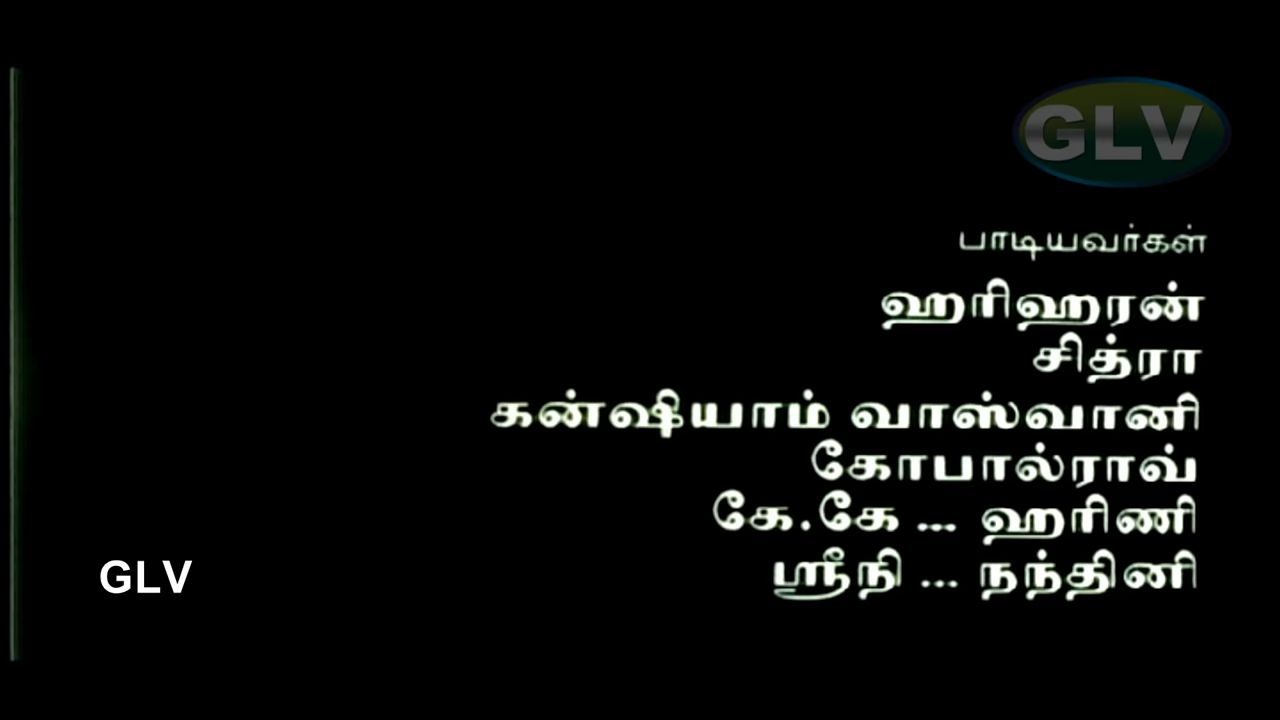 GLV
பாடியவர்கள்
ஹரிஹரன்
சித்ரா
கன்ஷியாம் வாஸ்வானி
கோபால்ராவ்
கே.கே ... ஹரிணி
ஸ்ரீநி ... நந்தினி
GLV